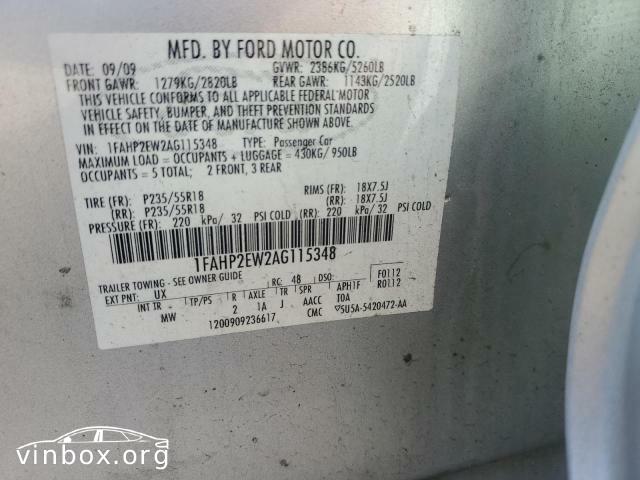 MFD. BY FORD MOTOR CO.
DATE: 09/09 GVWR: 2386KG/5260LB
FRONT GAWR: 1279KG/2820LB REAR GAWR: 1143KG/2520LB
THIS VEHICLE CONFORMS TO ALL APPLICABLE FEDERAL MOTOR
VEHICLE SAFETY, BUMPER, AND THEFT PREVENTION STANDARDS
IN EFFECT ON THE DATE OF MANUFACTURE SHOWN ABOVE.
VIN: 1FAHP2EW2AG115348 TYPE: Passenger Car
MAXIMUM LOAD = OCCUPANTS + LUGGAGE = 430KG/950LB
OCCUPANTS = 5 TOTAL; 2 FRONT, 3 REAR
TIRE (FR): P235/55R18 RIMS (FR): 18X7.5J
(RR): P235/55R18 (RR): 18X7.5J
PRESSURE (FR): 220 kPa/ 32 PSI COLD (RR): 220 kPa/ 32 PSI COLD
1FAHP2EW2AG115348
TRAILER TOWING - SEE OWNER GUIDE
EXT PNT: UX RC: 48 DSO: F0112
INT TR TP/PS R AXLE TR SPR APH1F R0112
MW 2 1A J AACC TOA
1200909236617 CMC ▽5U5A-5420472-AA
vinbox.org